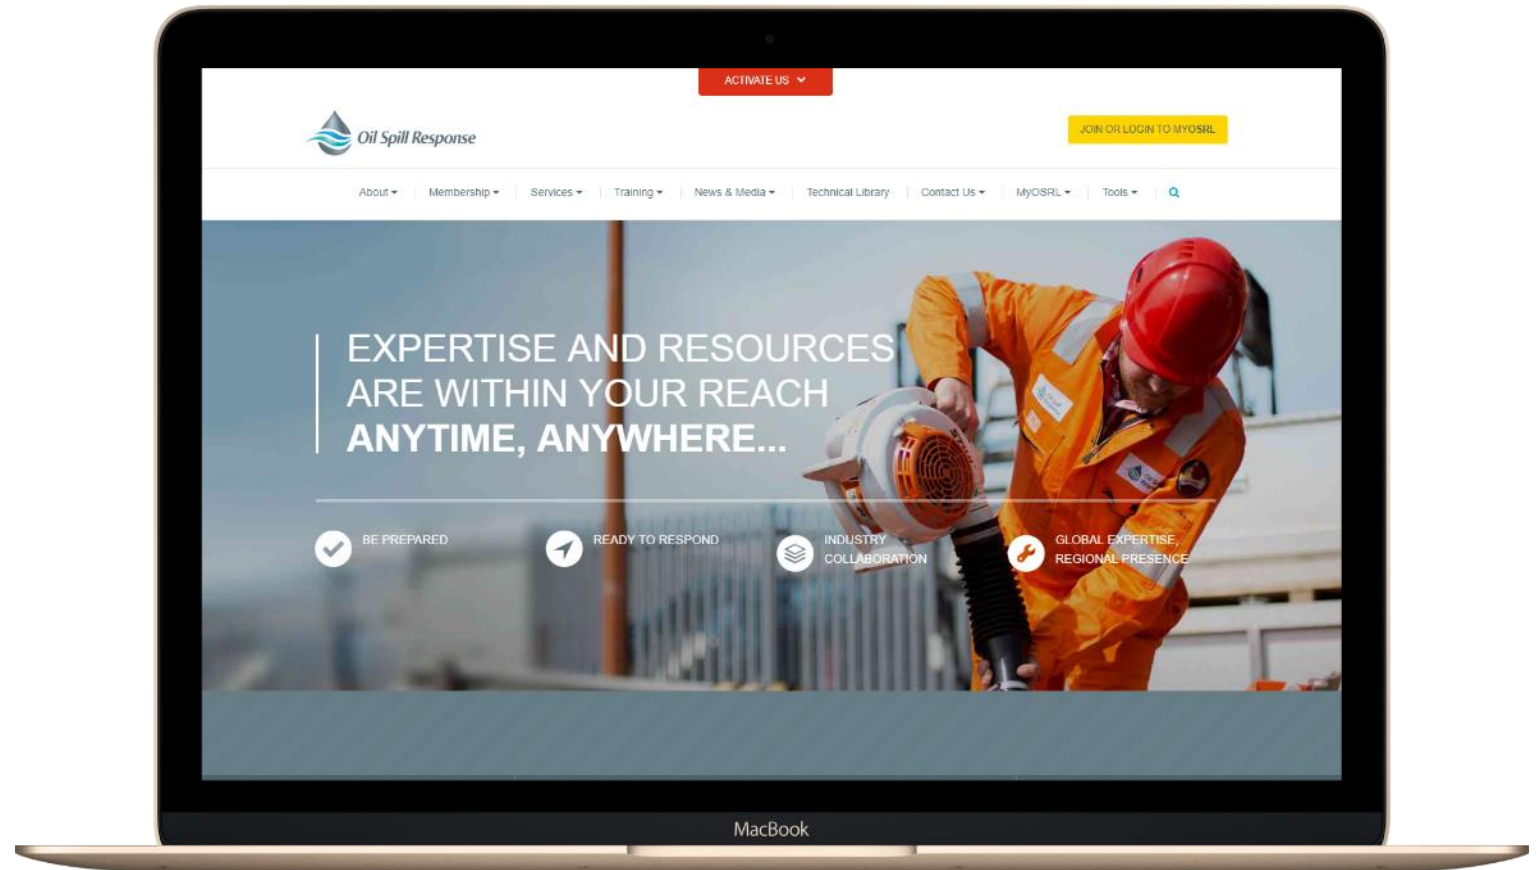 ACTIVATE US
Oil Spill Response
JOIN OR LOGIN TO MYOSRL
About
Membership
Services
Training
News & Media
Technical Library
Contact Us
MyOSRL
Tools
EXPERTISE AND RESOURCES
ARE WITHIN YOUR REACH
ANYTIME, ANYWHERE...
BE PREPARED
READY TO RESPOND
INDUSTRY
COLLABORATION
GLOBAL EXPERTISE,
REGIONAL PRESENCE
MacBook